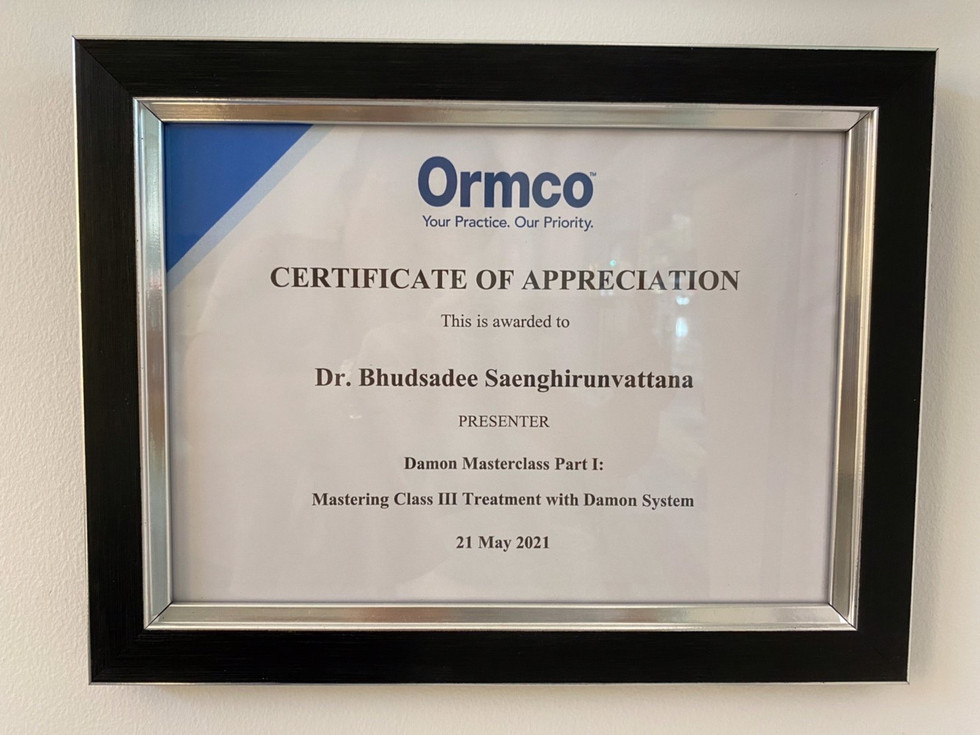 Ormco™
Your Practice. Our Priority.
CERTIFICATE OF APPRECIATION
This is awarded to
Dr. Bhudsadee Saenghirunvattana
PRESENTER
Damon Masterclass Part I:
Mastering Class III Treatment with Damon System
21 May 2021